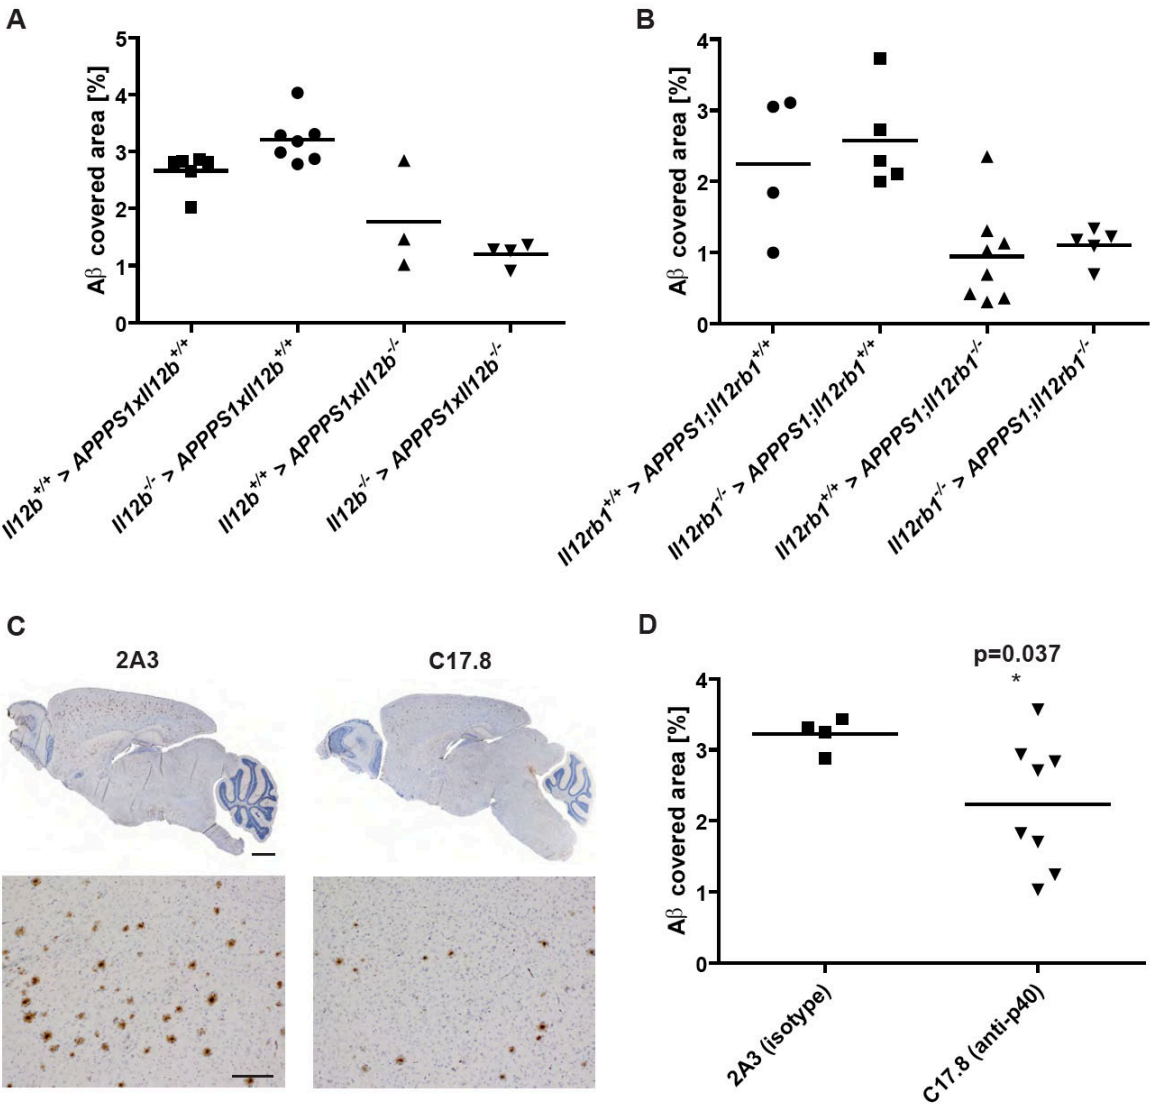 A
Aβ covered area [%]
5
4
3
2
1
0
Il12b+/+ > APPPS1xIl12b+/+
Il12b-/- > APPPS1xIl12b+/+
Il12b+/+ > APPPS1xIl12b-/-
Il12b-/- > APPPS1xIl12b-/-
B
Aβ covered area [%]
4
3
2
1
0
Il12rb1+/+ > APPPS1;Il12rb1+/+
Il12rb1-/- > APPPS1;Il12rb1+/+
Il12rb1+/+ > APPPS1;Il12rb1-/-
Il12rb1-/- > APPPS1;Il12rb1-/-
C
2A3
C17.8
D
p=0.037
*
Aβ covered area [%]
4
3
2
1
0
2A3 (isotype)
C17.8 (anti-p40)